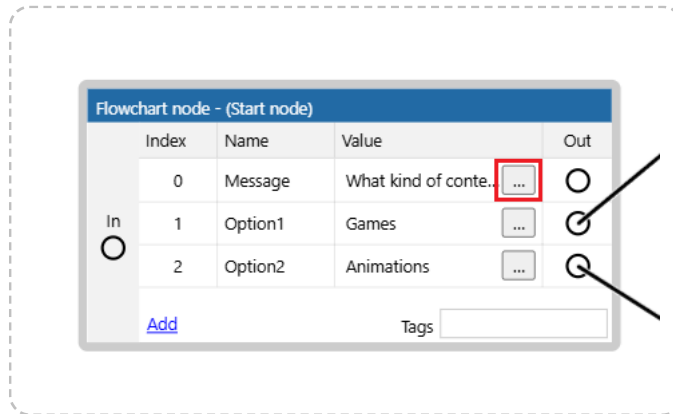 Flowchart node - (Start node)
Index Name Value Out
0 Message What kind of conte... ...
In
1 Option1 Games ...
2 Option2 Animations ...
Add Tags